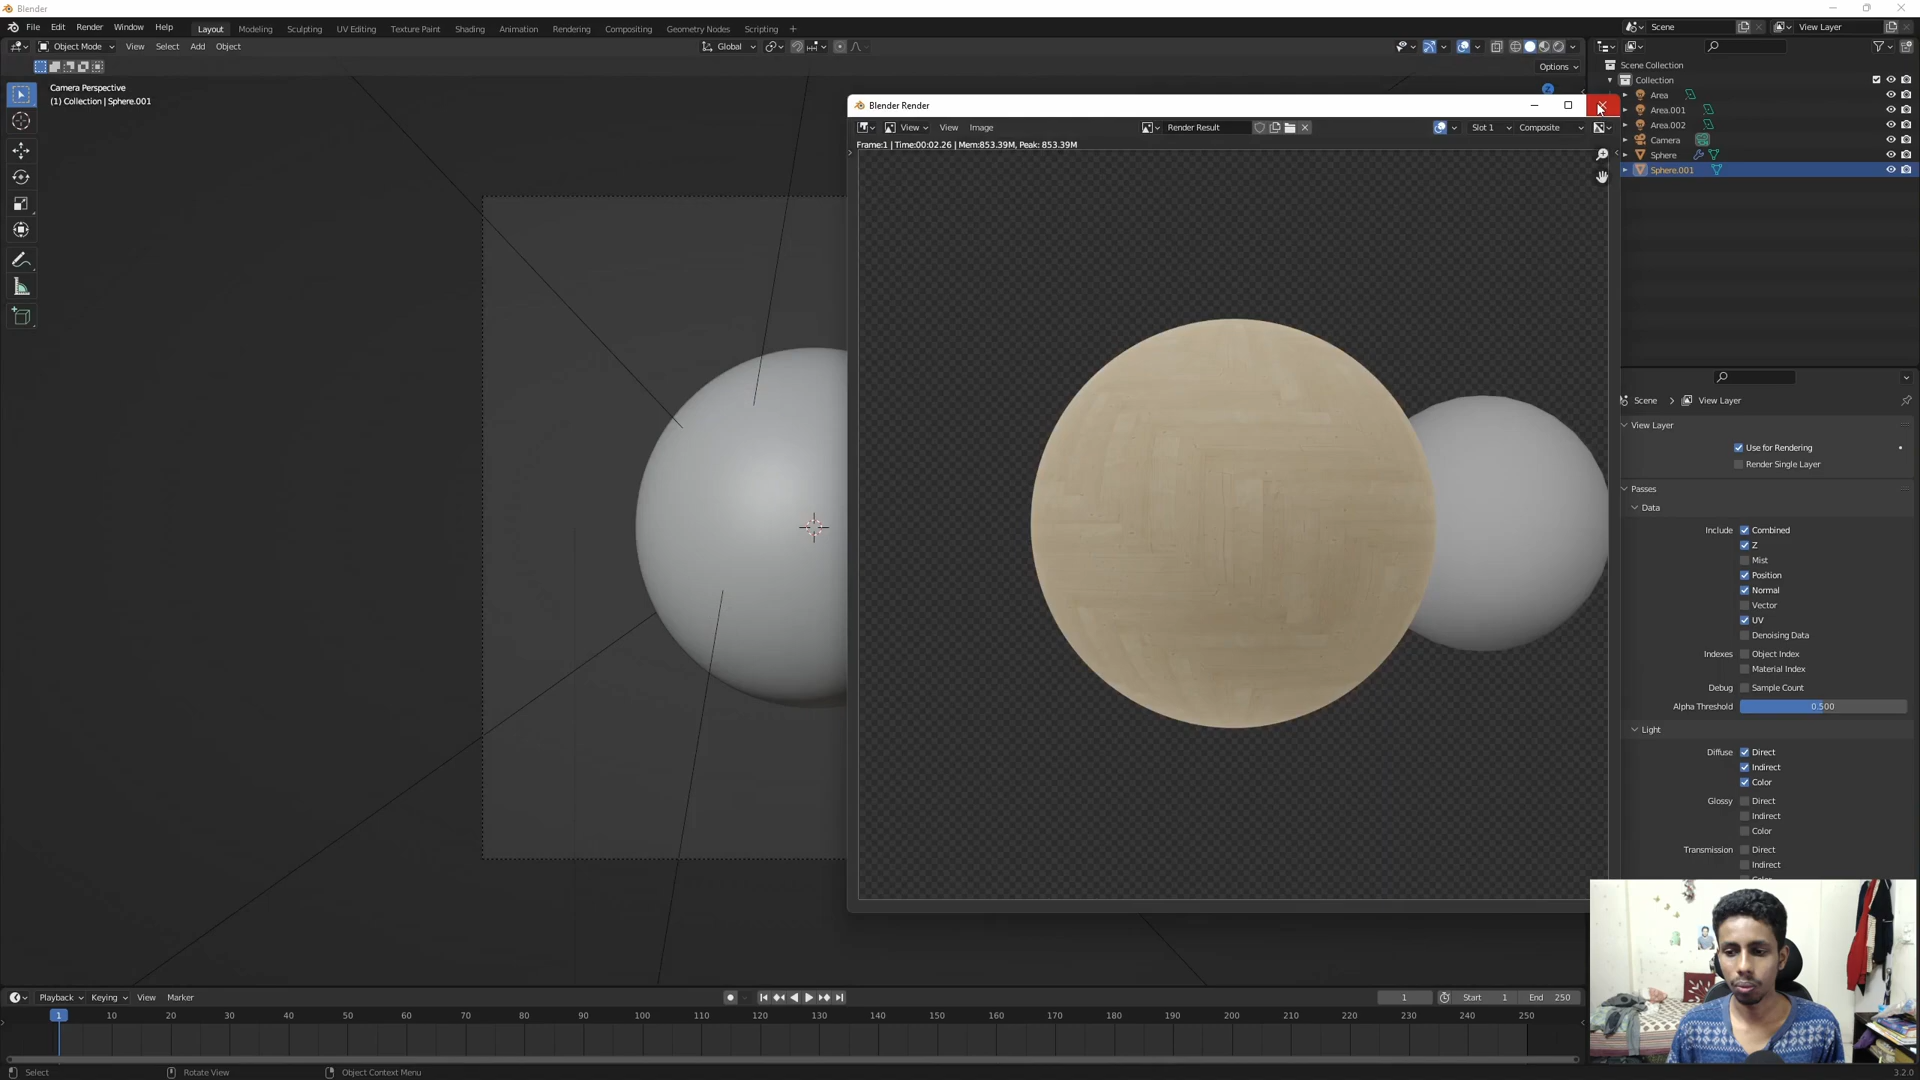 Blender
File Edit Render Window Help Layout Modeling Sculpting UV Editing Texture Paint Shading Animation Rendering Compositing Geometry Nodes Scripting +
Scene View Layer
Object Mode View Select Add Object Global
Options
Camera Perspective
(1) Collection | Sphere.001
Blender Render
View View Image Render Result Slot 1 Composite
Frame:1 | Time:00:02.26 | Mem:853.39M, Peak: 853.39M
Scene Collection
Collection
Area
Area.001
Area.002
Camera
Sphere
Sphere.001
Scene > View Layer
View Layer
Use for Rendering
Render Single Layer
Passes
Data
Include Combined
Z
Mist
Position
Normal
Vector
UV
Denoising Data
Indexes Object Index
Material Index
Debug Sample Count
Alpha Threshold 0.500
Light
Diffuse Direct
Indirect
Color
Glossy Direct
Indirect
Color
Transmission Direct
Indirect
Playback Keying View Marker 1 Start 1 End 250
1 10 20 30 40 50 60 70 80 90 100 110 120 130 140 150 160 170 180 190 200 210 220 230 240 250
Select Rotate View Object Context Menu 3.2.0